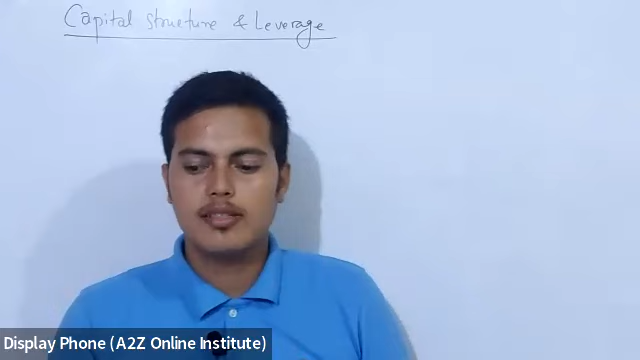 Capital structure & Leverage
Display Phone (A2Z Online Institute)